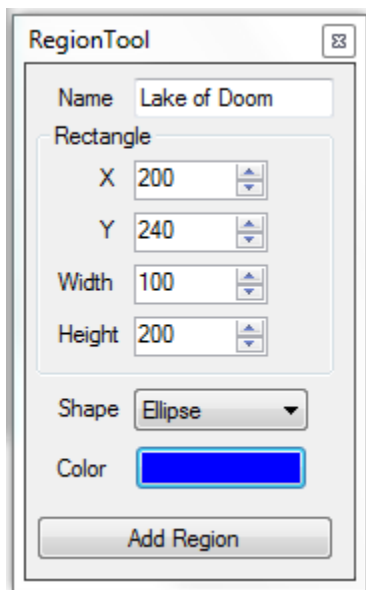 RegionTool
Name Lake of Doom
Rectangle
X 200
Y 240
Width 100
Height 200
Shape Ellipse
Color
Add Region